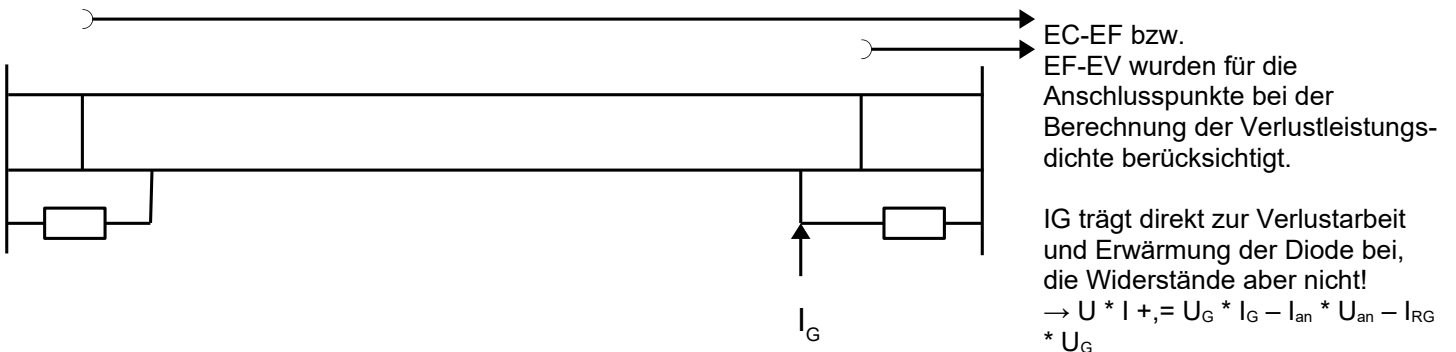 EC-EF bzw.
EF-EV wurden für die
Anschlusspunkte bei der
Berechnung der Verlustleistungs-
dichte berücksichtigt.
IG trägt direkt zur Verlustarbeit
und Erwärmung der Diode bei,
die Widerstände aber nicht!
→ U * I +,= UG * IG – Ian * Uan – IRG
* UG
IG